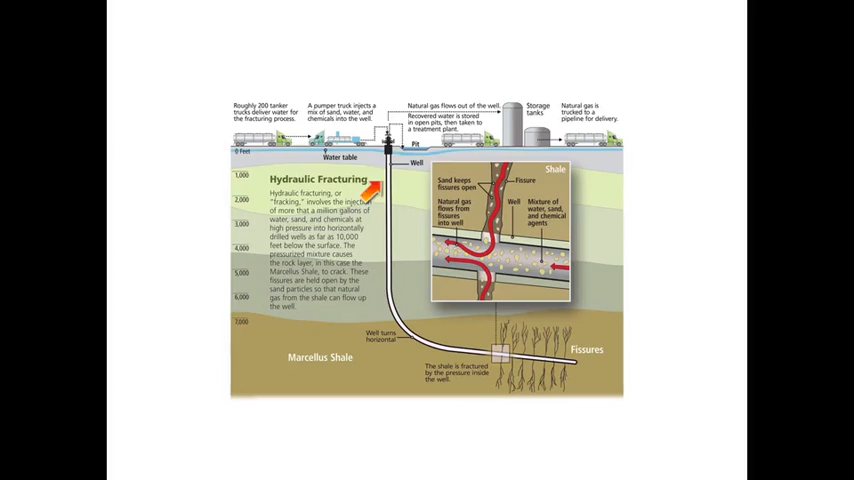 Roughly 200 tanker
trucks deliver water for
the fracturing process.
A pumper truck injects a
mix of sand, water, and
chemicals into the well.
Natural gas flows out of the well.
Recovered water is stored
in open pits, then taken to
a treatment plant.
Storage
tanks
Natural gas is
trucked to a
pipeline for delivery.
0 Feet
Water table
Pit
Well
1,000
2,000
3,000
4,000
5,000
6,000
7,000
Hydraulic Fracturing
Hydraulic fracturing, or
"fracking," involves the injection
of more that a million gallons of
water, sand, and chemicals at
high pressure into horizontally
drilled wells as far as 10,000
feet below the surface. The
pressurized mixture causes
the rock layer, in this case the
Marcellus Shale, to crack. These
fissures are held open by the
sand particles so that natural
gas from the shale can flow up
the well.
Shale
Sand keeps
fissures open
Fissure
Natural gas
flows from
fissures
into well
Well
Mixture of
water, sand,
and chemical
agents
Well turns
horizontal
Marcellus Shale
Fissures
The shale is fractured
by the pressure inside
the well.